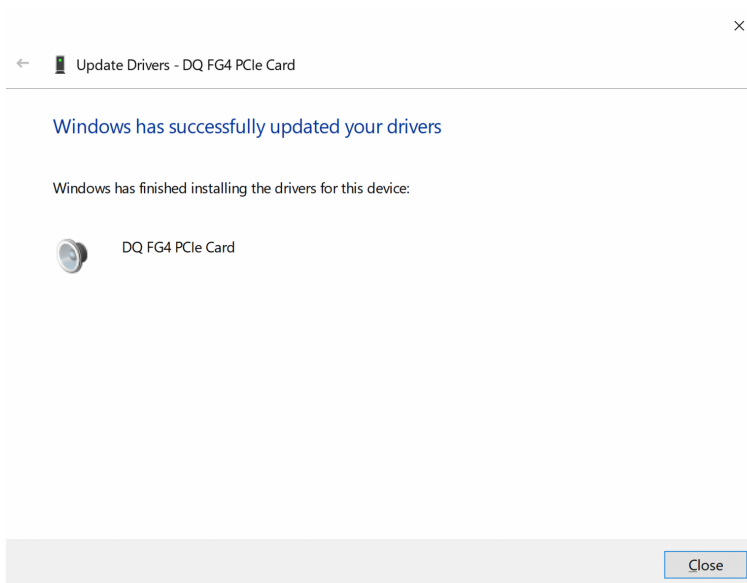 Update Drivers - DQ FG4 PCIe Card
Windows has successfully updated your drivers
Windows has finished installing the drivers for this device:
DQ FG4 PCIe Card
Close